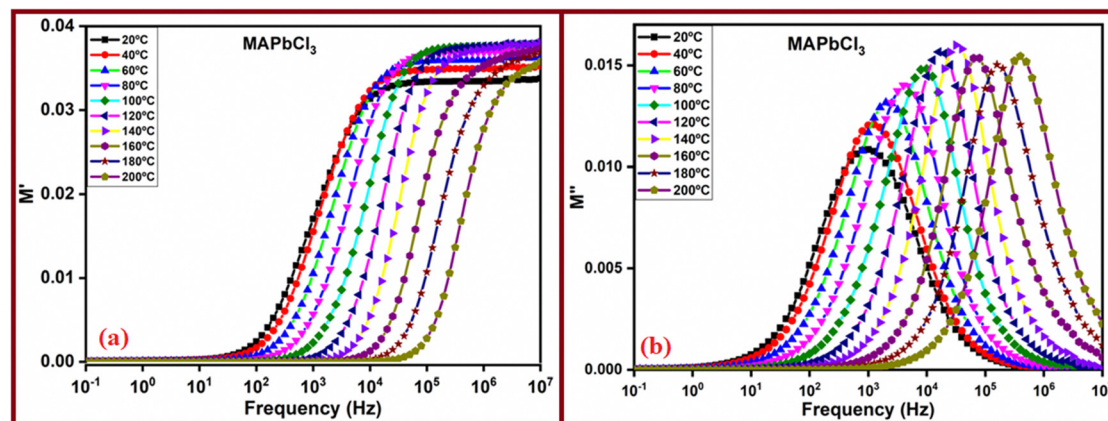 MAPbCl3
20ºC
40ºC
60ºC
80ºC
100ºC
120ºC
140ºC
160ºC
180ºC
200ºC
0.04
0.03
0.02
0.01
0.00
M'
(a)
10-1 100 101 102 103 104 105 106 107
Frequency (Hz)
MAPbCl3
20ºC
40ºC
60ºC
80ºC
100ºC
120ºC
140ºC
160ºC
180ºC
200ºC
0.015
0.010
0.005
0.000
M''
(b)
10-1 100 101 102 103 104 105 106 10
Frequency (Hz)